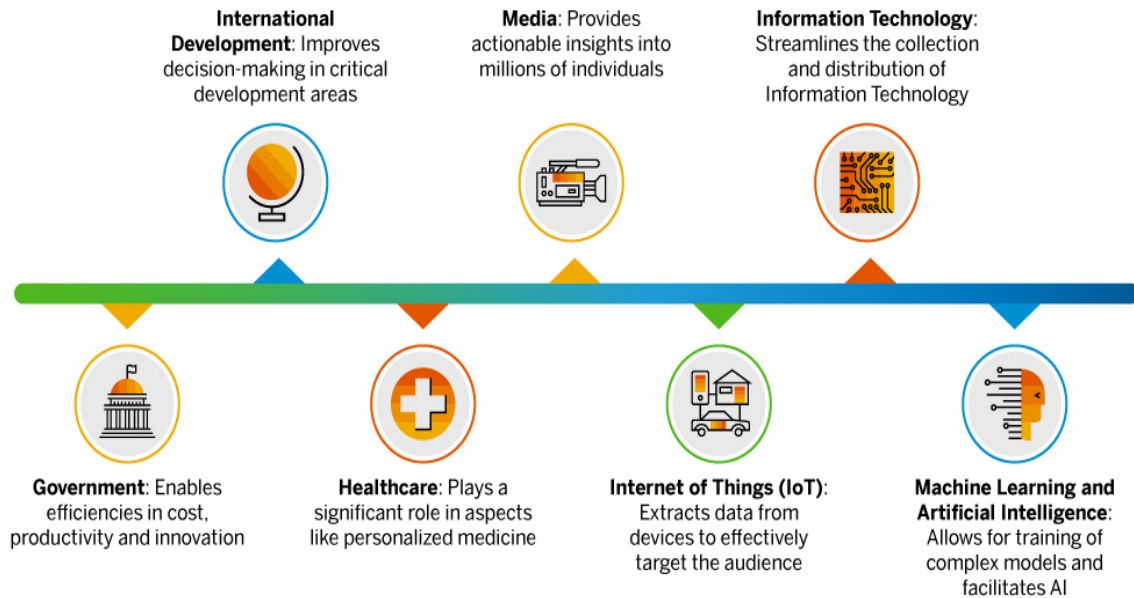 International
Development: Improves
decision-making in critical
development areas
Media: Provides
actionable insights into
millions of individuals
Information Technology:
Streamlines the collection
and distribution of
Information Technology
Government: Enables
efficiencies in cost,
productivity and innovation
Healthcare: Plays a
significant role in aspects
like personalized medicine
Internet of Things (IoT):
Extracts data from
devices to effectively
target the audience
Machine Learning and
Artificial Intelligence:
Allows for training of
complex models and
facilitates AI